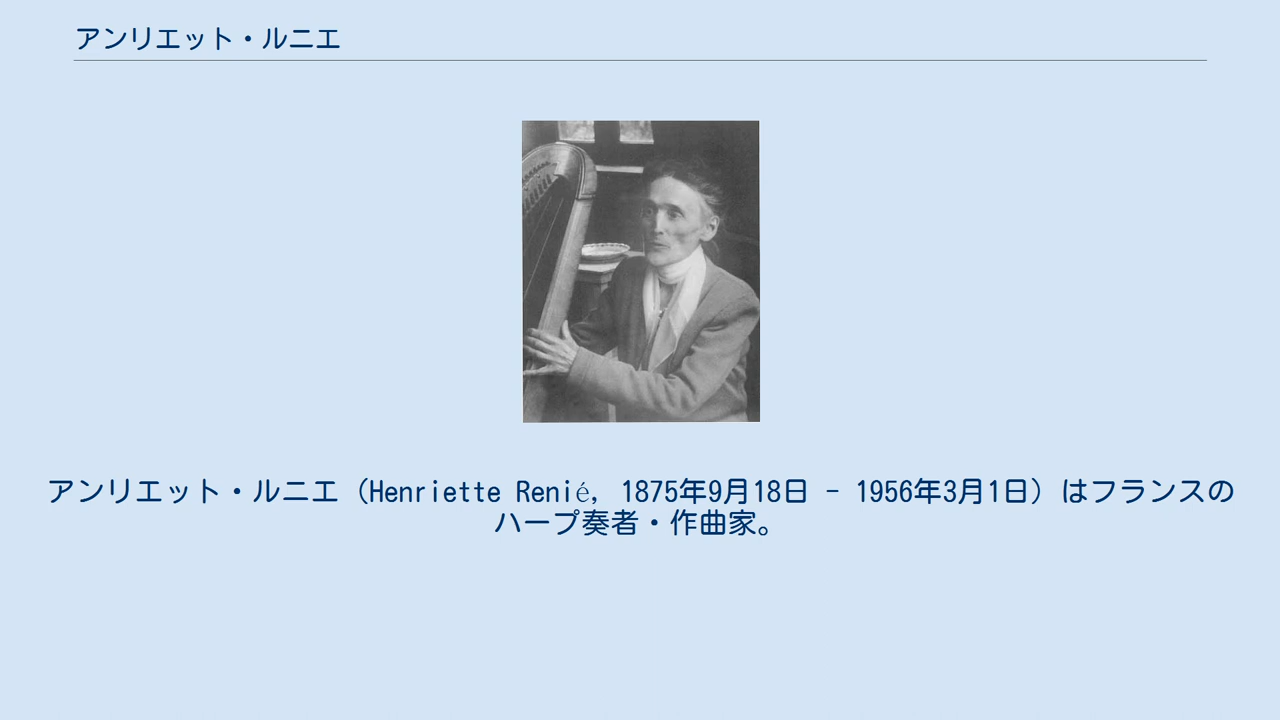 アンリエット・ルニエ
アンリエット・ルニエ（Henriette Renié, 1875年9月18日 - 1956年3月1日）はフランスの
ハープ奏者・作曲家。